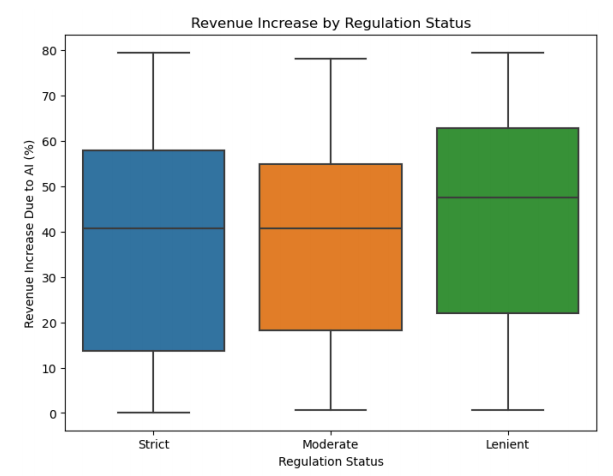 Revenue Increase by Regulation Status
Revenue Increase Due to AI (%)
80
70
60
50
40
30
20
10
0
Strict Moderate Lenient
Regulation Status